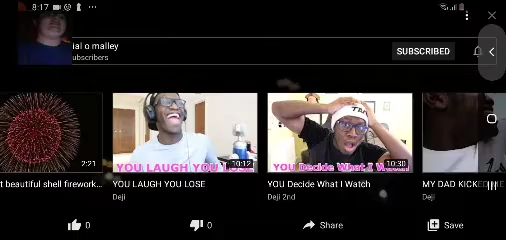 8:17
ial o malley
ubscribers
SUBSCRIBED
2:21
YOU LAUGH YOU LOSE
10:12
YOU Decide What I Watch
10:30
t beautiful shell firework...
YOU LAUGH YOU LOSE
YOU Decide What I Watch
MY DAD KICKED ME
Deji
Deji 2nd
Deji
0
0
Share
Save